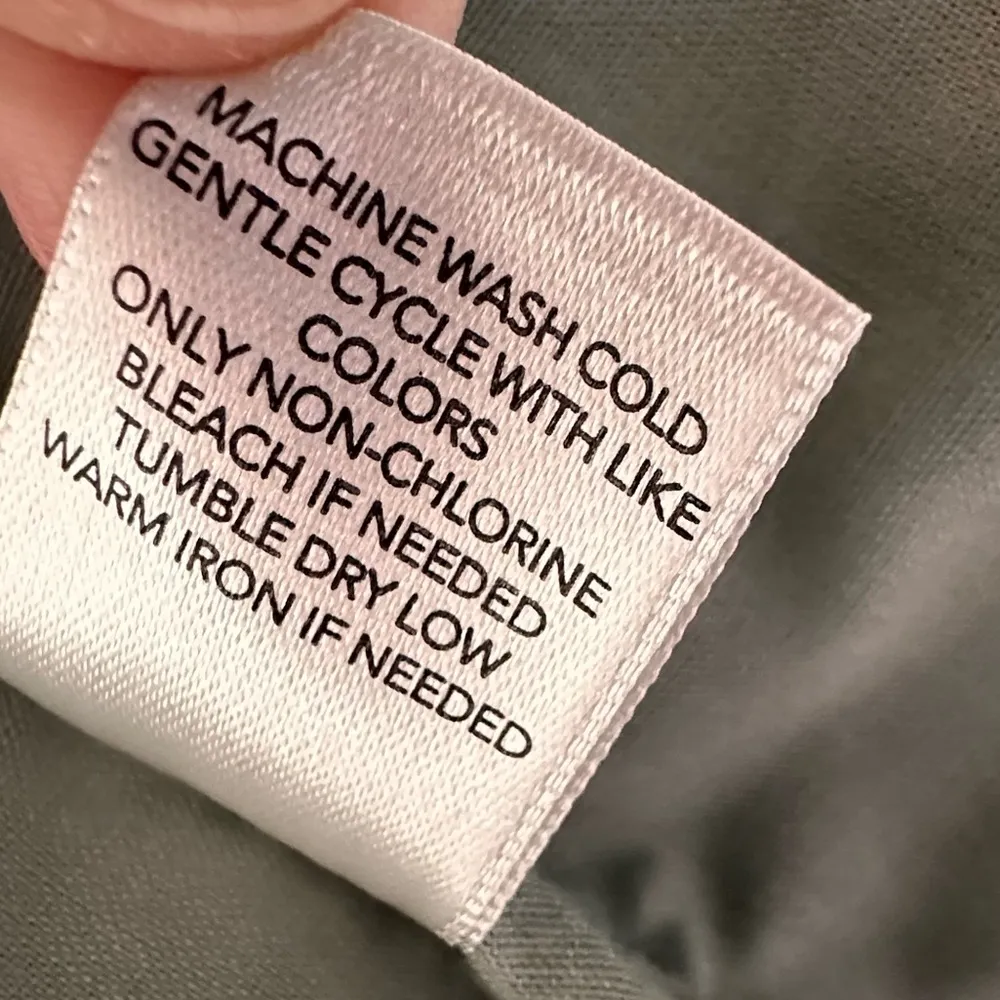 MACHINE WASH COLD
GENTLE CYCLE WITH LIKE
COLORS
ONLY NON-CHLORINE
BLEACH IF NEEDED
TUMBLE DRY LOW
WARM IRON IF NEEDED